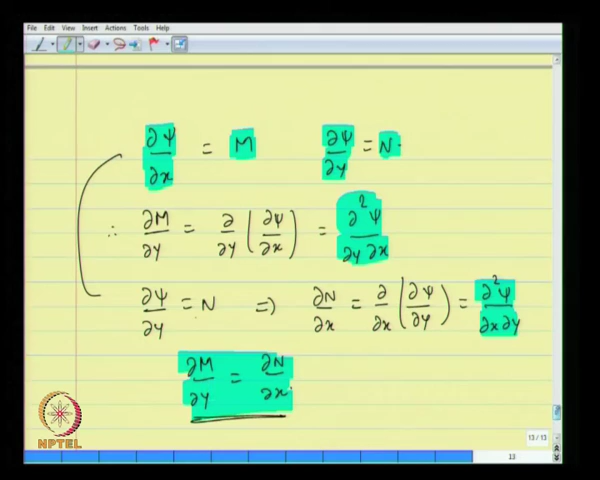 File Edit View Insert Actions Tools Help
∂Ψ/∂x = M ∂Ψ/∂y = N.
∴ ∂M/∂y = ∂/∂y (∂Ψ/∂x) = ∂²Ψ/∂y ∂x
∂Ψ/∂y = N ⇒ ∂N/∂x = ∂/∂x (∂Ψ/∂y) = ∂²Ψ/∂x ∂y
∂M/∂y = ∂N/∂x.
NPTEL
13 / 13
13